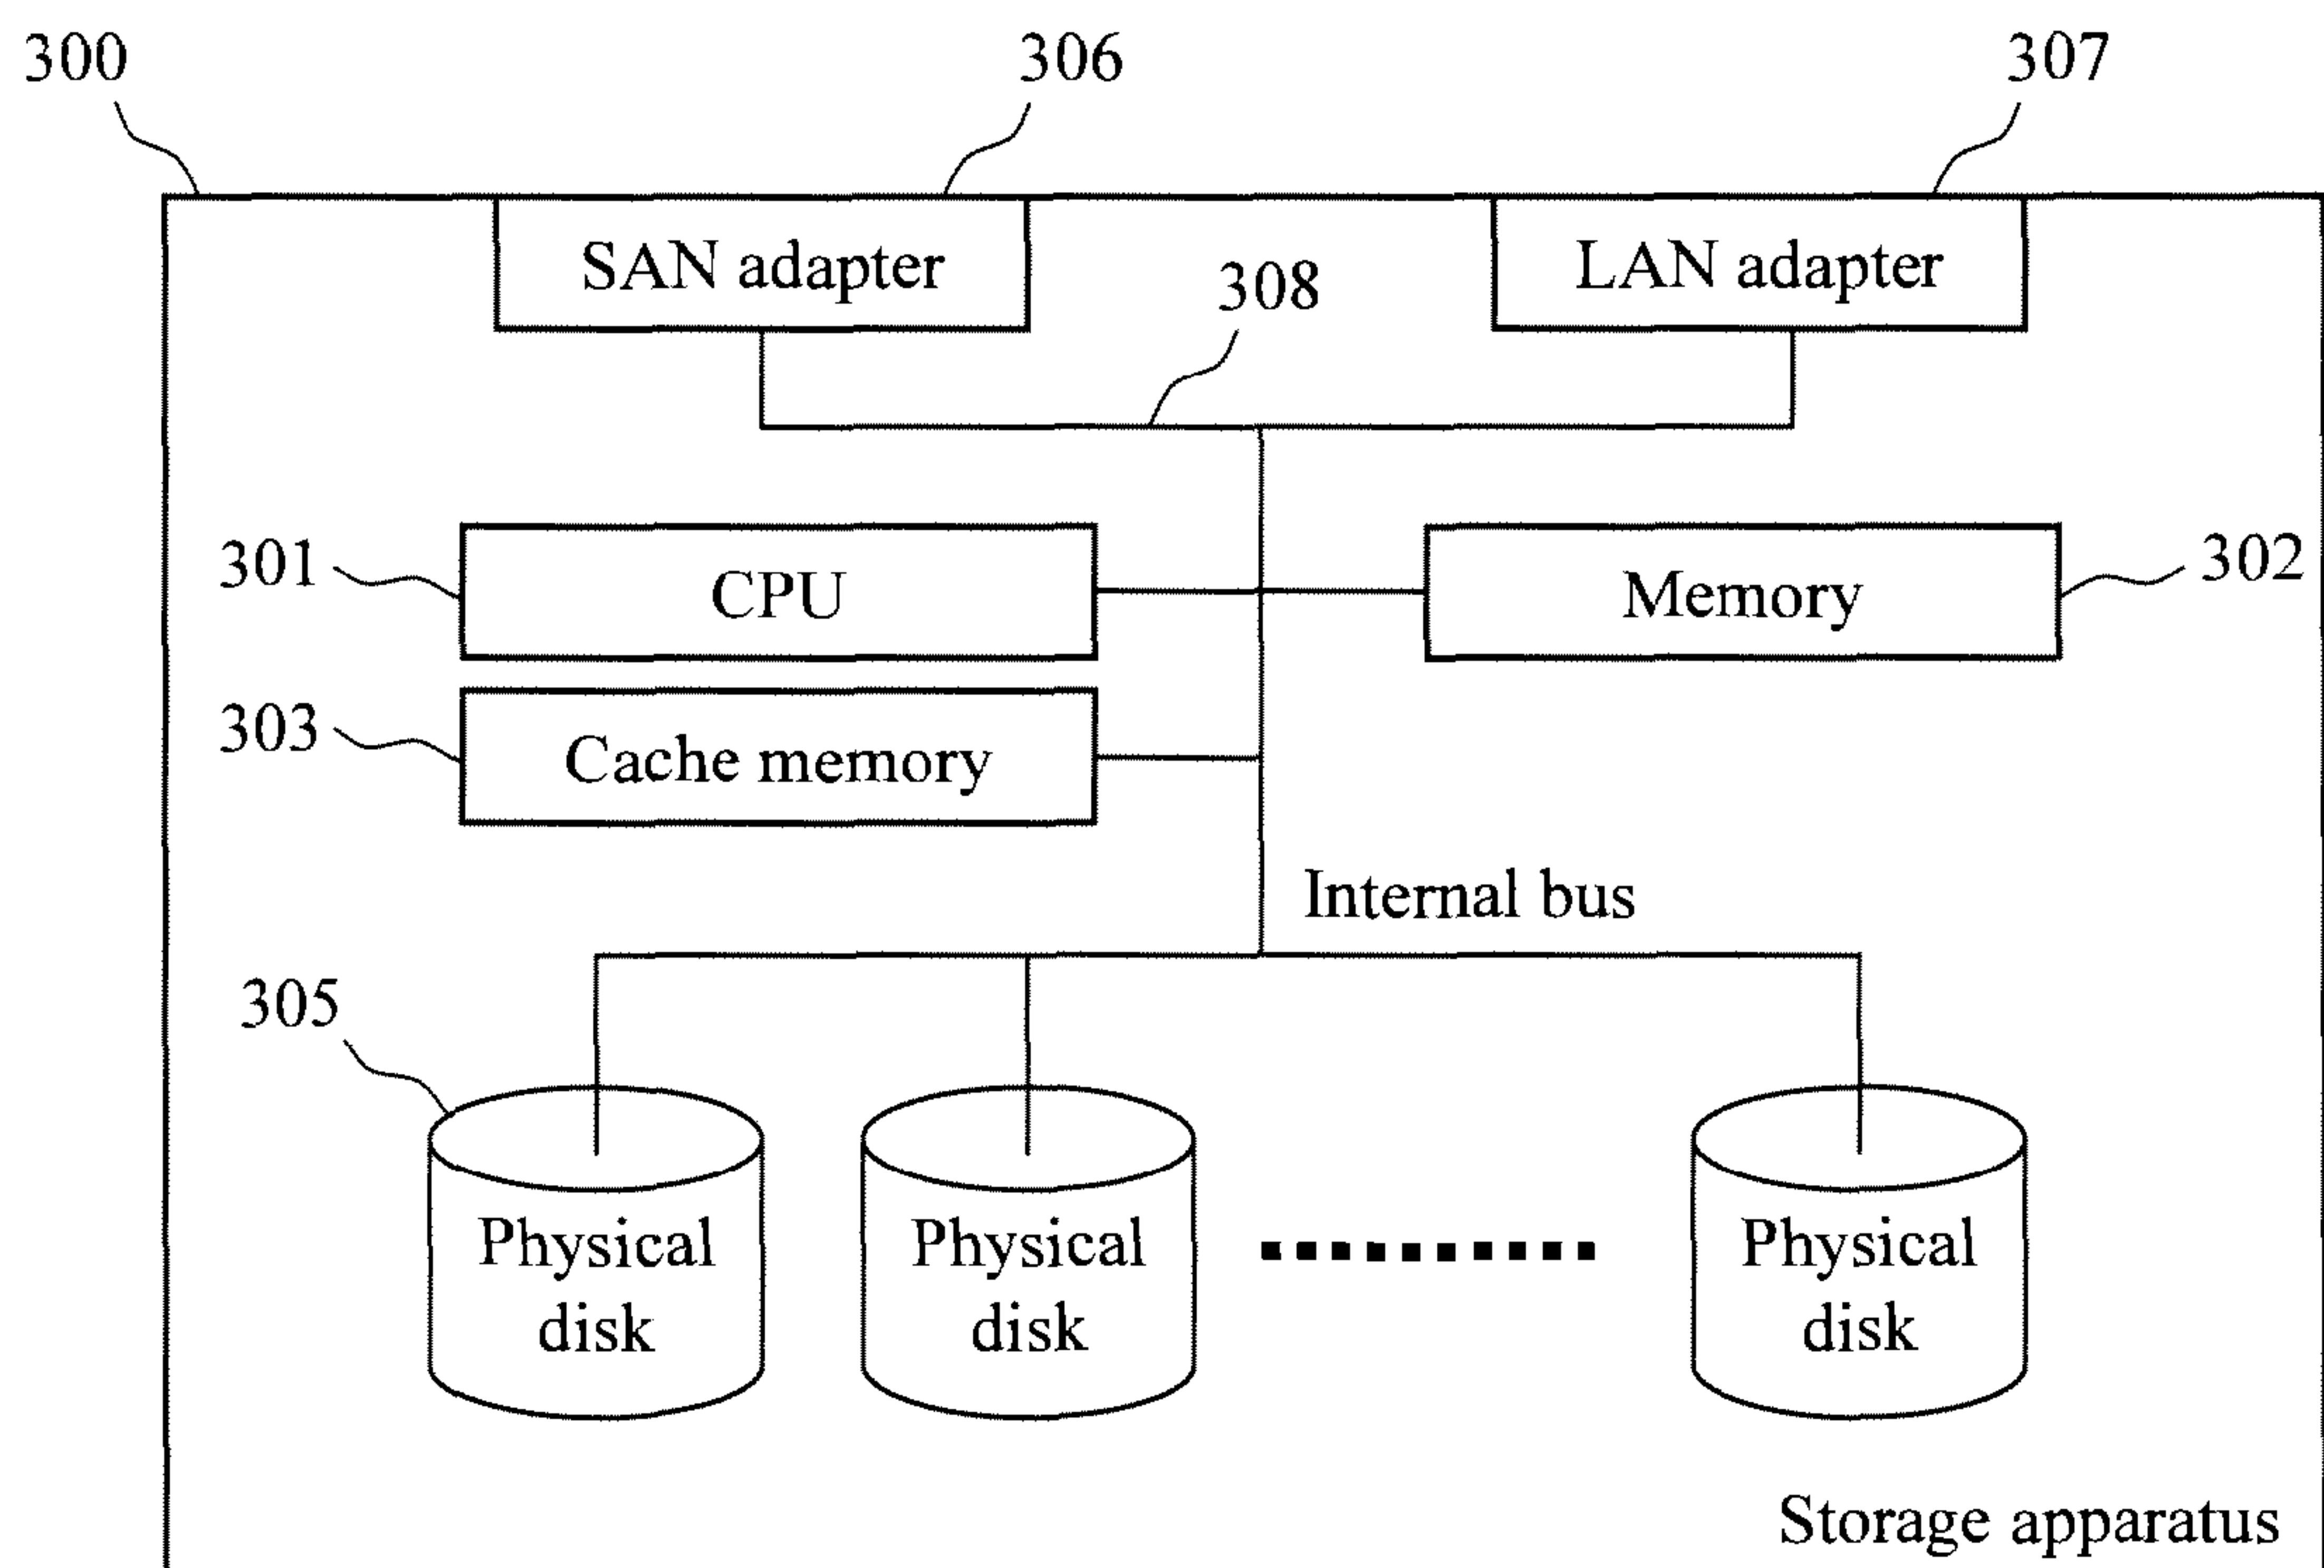 300
306
307
SAN adapter
LAN adapter
308
301
CPU
Memory
302
303
Cache memory
Internal bus
305
Physical
disk
Physical
disk
Physical
disk
Storage apparatus